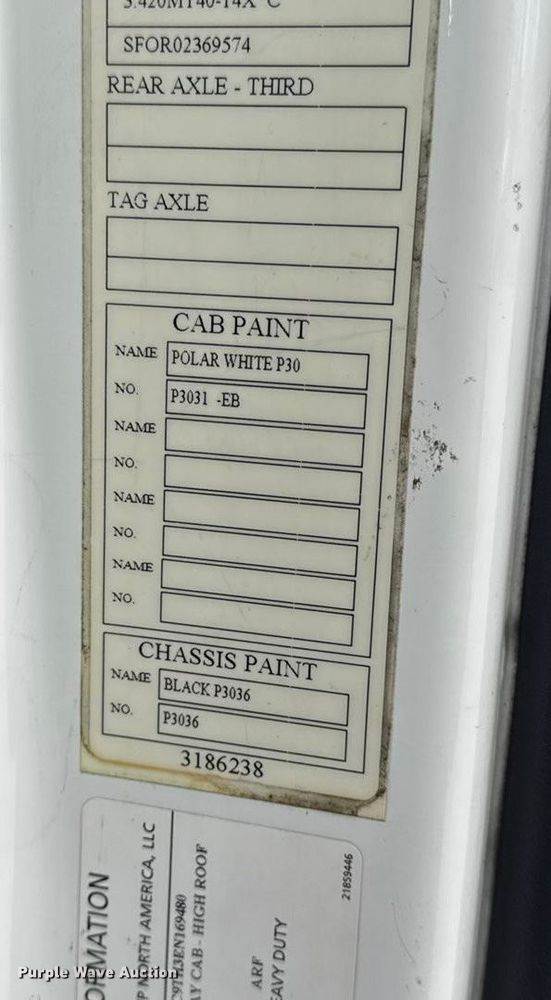 SFOR02369574
REAR AXLE - THIRD
TAG AXLE
CAB PAINT
NAME POLAR WHITE P30
NO. P3031 -EB
NAME
NO.
NAME
NO.
NAME
NO.
CHASSIS PAINT
NAME BLACK P3036
NO. P3036
3186238
ORMATION
P NORTH AMERICA, LLC
AY CAB - HIGH ROOF
ARF
EAVY DUTY
21859446
Purple Wave Auction